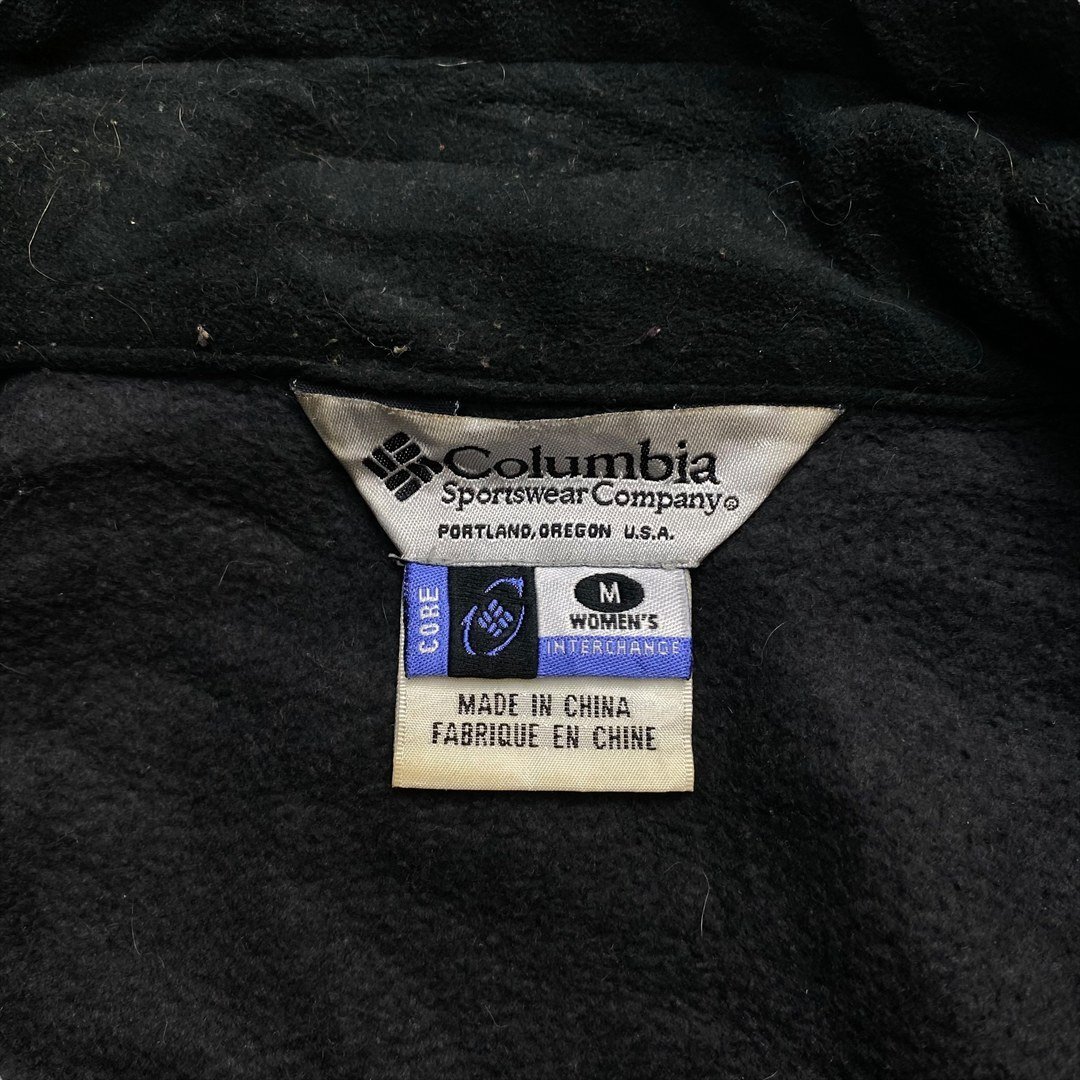 Columbia
Sportswear Company®
PORTLAND, OREGON U.S.A.
CORE
M
WOMEN'S
INTERCHANGE
MADE IN CHINA
FABRIQUE EN CHINE